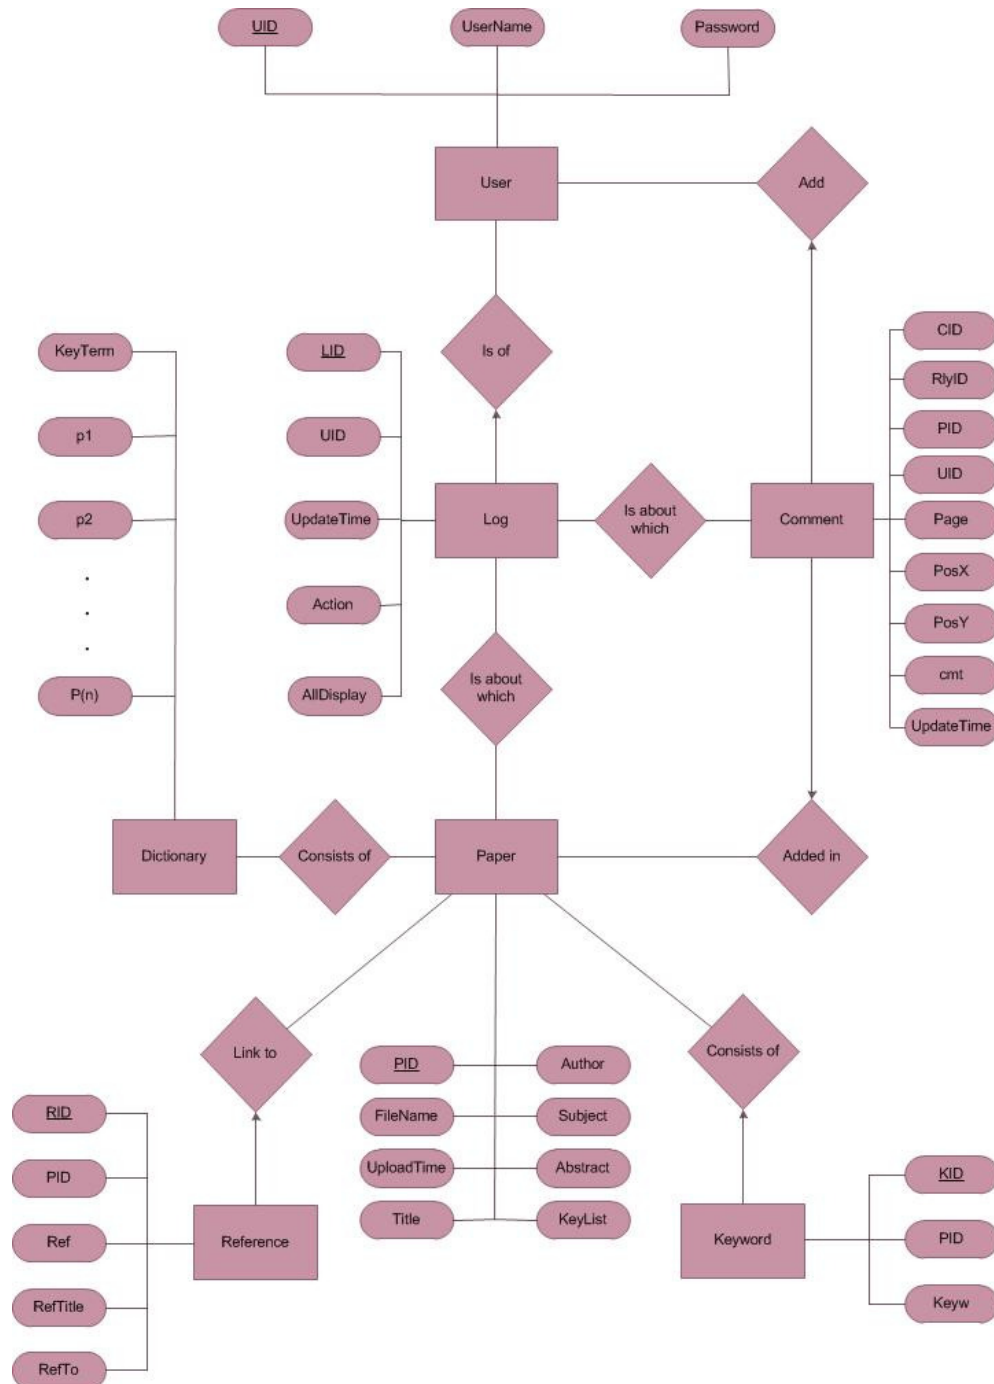 UID
UserName
Password
User
Add
Is of
KeyTerm
p1
p2
.
.
.
P(n)
LID
UID
UpdateTime
Action
AllDisplay
Log
Is about
which
Comment
CID
RlyID
PID
UID
Page
PosX
PosY
cmt
UpdateTime
Is about
which
Dictionary
Consists of
Paper
Added in
Link to
Consists of
PID
Author
FileName
Subject
UploadTime
Abstract
Title
KeyList
RID
PID
Ref
RefTitle
RefTo
Reference
Keyword
KID
PID
Keyw